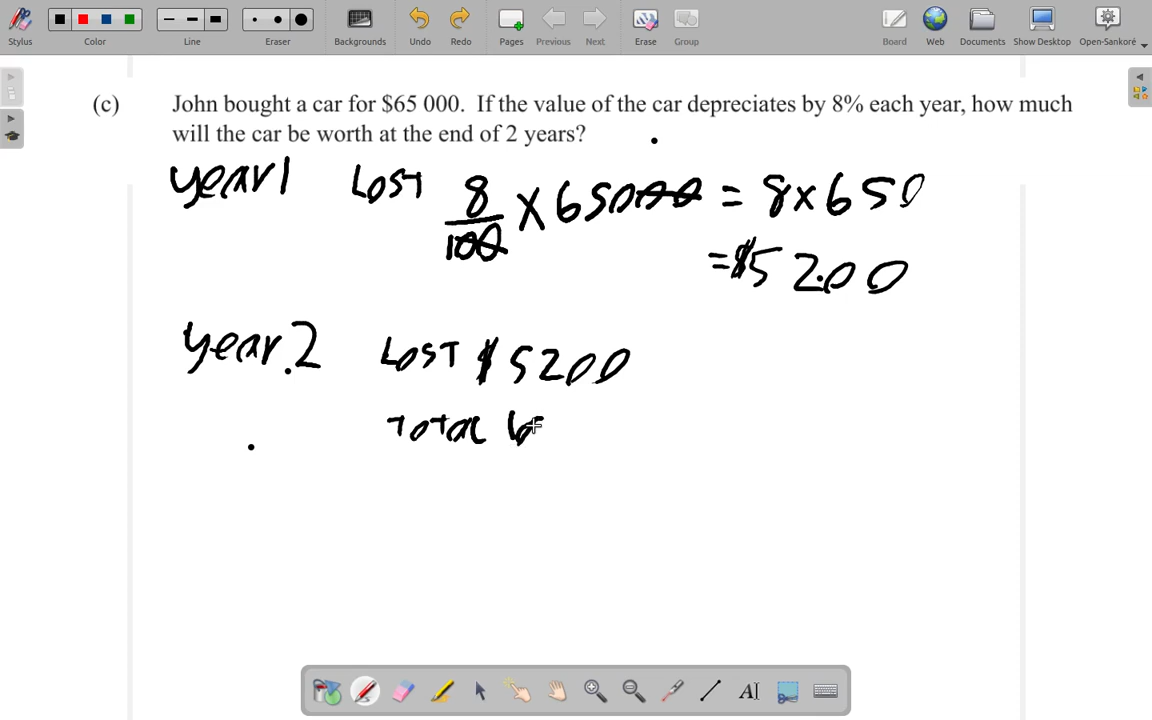 Stylus Color Line Eraser Backgrounds Undo Redo Pages Previous Next Erase Group Board Web Documents Show Desktop Open-Sankoré
(c) John bought a car for $65 000. If the value of the car depreciates by 8% each year, how much
will the car be worth at the end of 2 years?
year 1 Lost 8/100 × 65000 = 8 × 650
= $5200
year 2 Lost $5200
Total